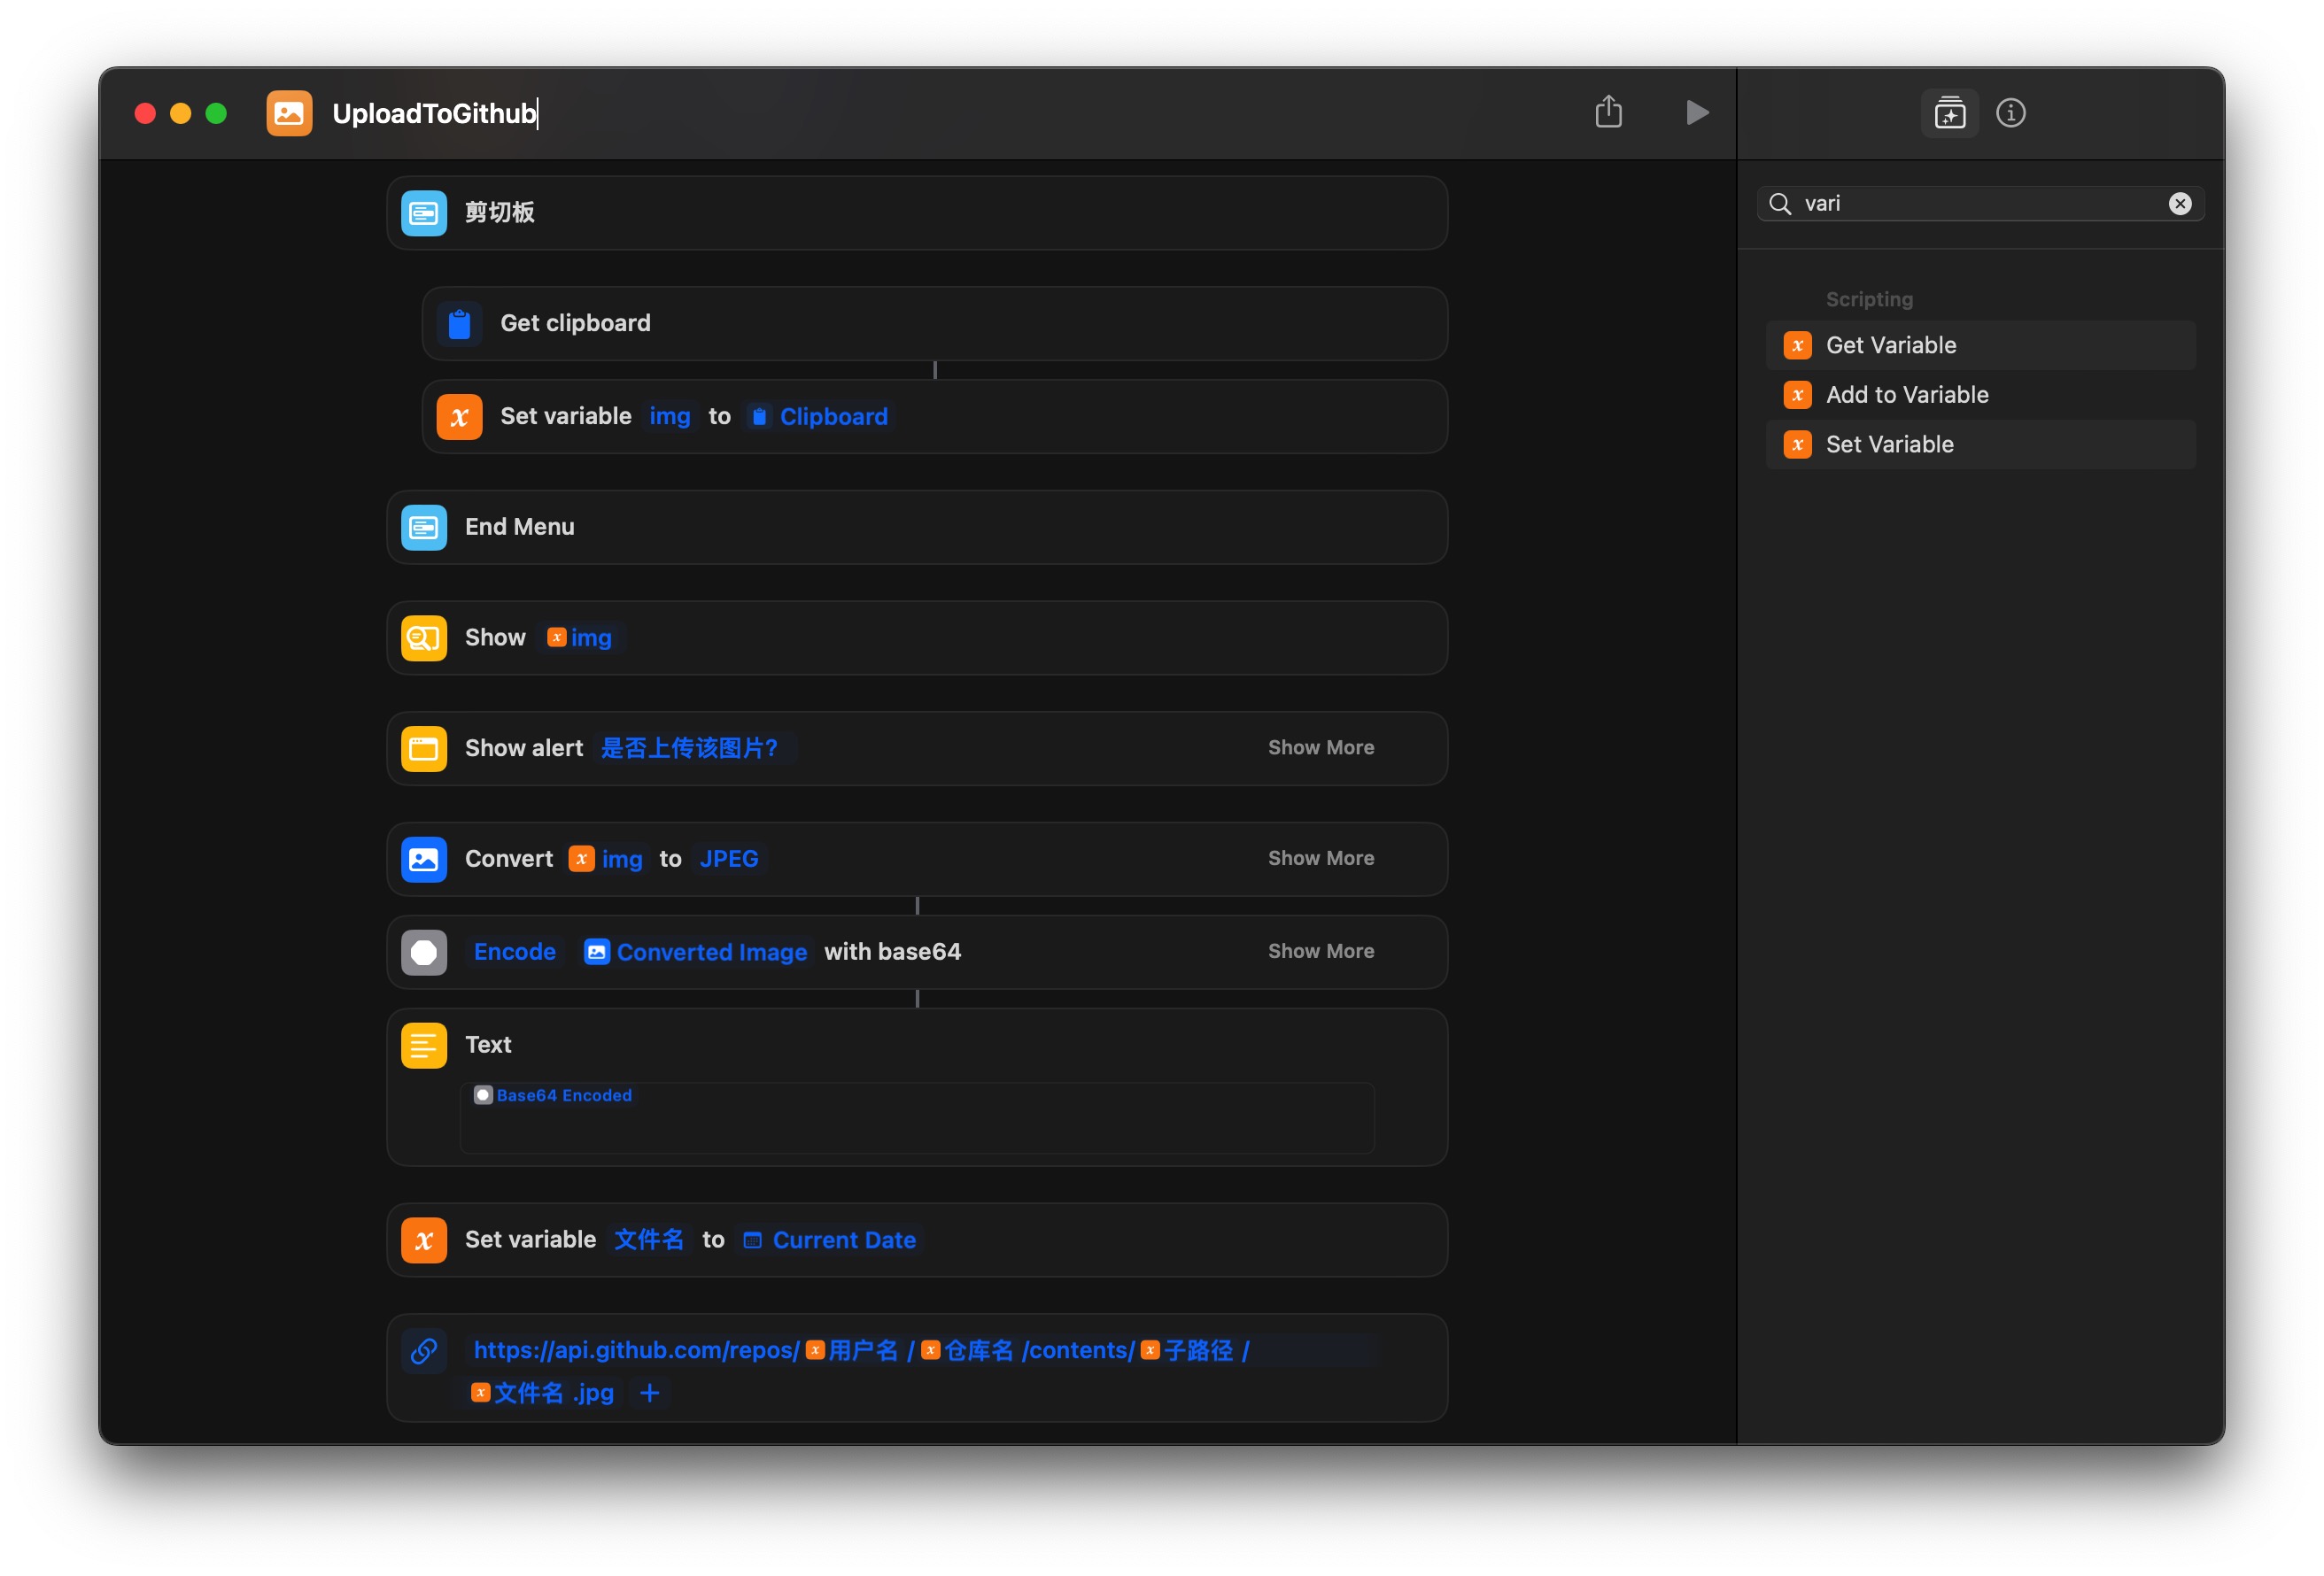 UploadToGithub
剪切板
Get clipboard
Set variable img to Clipboard
End Menu
Show img
Show alert 是否上传该图片? Show More
Convert img to JPEG Show More
Encode Converted Image with base64 Show More
Text
Base64 Encoded
Set variable 文件名 to Current Date
https://api.github.com/repos/ 用户名 / 仓库名 /contents/ 子路径 /
文件名 .jpg +
vari
Scripting
Get Variable
Add to Variable
Set Variable